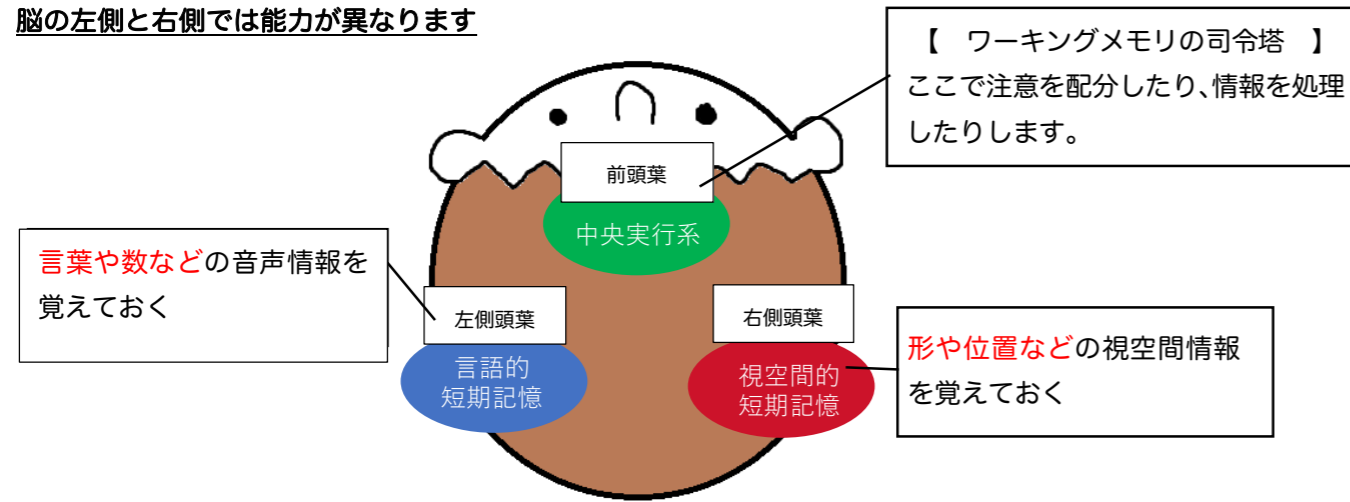 脳の左側と右側では能力が異なります
【　ワーキングメモリの司令塔　】
ここで注意を配分したり、情報を処理
したりします。
前頭葉
中央実行系
言葉や数などの音声情報を
覚えておく
左側頭葉
言語的
短期記憶
右側頭葉
視空間的
短期記憶
形や位置などの視空間情報
を覚えておく